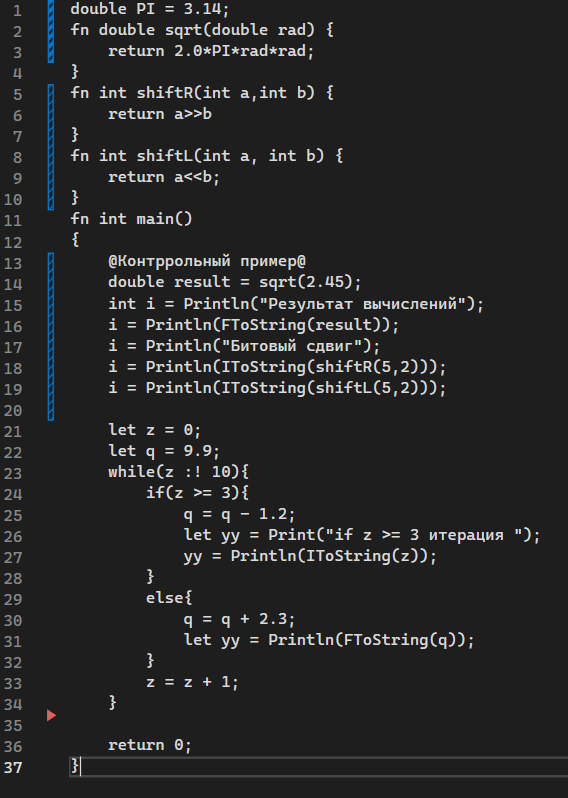 1 double PI = 3.14;
2 fn double sqrt(double rad) {
3     return 2.0*PI*rad*rad;
4 }
5 fn int shiftR(int a,int b) {
6     return a>>b
7 }
8 fn int shiftL(int a, int b) {
9     return a<<b;
10 }
11 fn int main()
12 {
13     @Контррольный пример@
14     double result = sqrt(2.45);
15     int i = Println("Результат вычислений");
16     i = Println(FToString(result));
17     i = Println("Битовый сдвиг");
18     i = Println(IToString(shiftR(5,2)));
19     i = Println(IToString(shiftL(5,2)));
20
21     let z = 0;
22     let q = 9.9;
23     while(z :! 10){
24         if(z >= 3){
25             q = q - 1.2;
26             let yy = Print("if z >= 3 итерация ");
27             yy = Println(IToString(z));
28         }
29         else{
30             q = q + 2.3;
31             let yy = Println(FToString(q));
32         }
33         z = z + 1;
34     }
35
36     return 0;
37 }